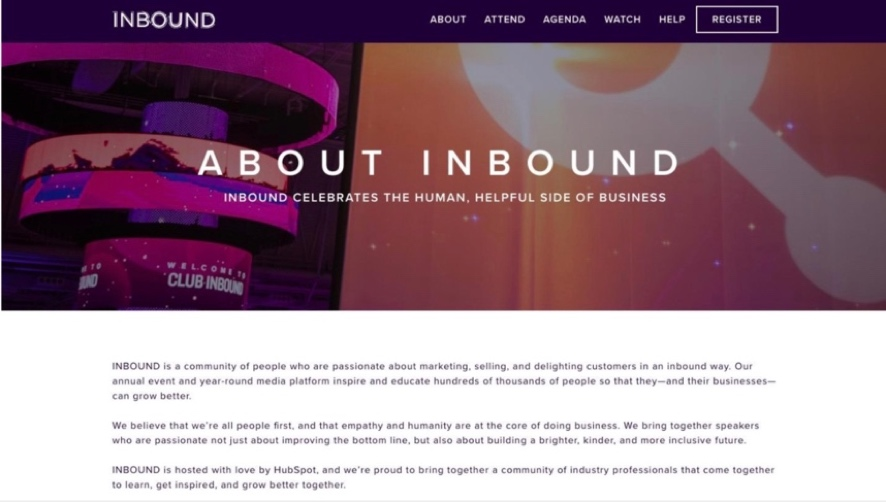 INBOUND
ABOUT ATTEND AGENDA WATCH HELP REGISTER
ABOUT INBOUND
INBOUND CELEBRATES THE HUMAN, HELPFUL SIDE OF BUSINESS
WELCOME TO
CLUB INBOUND
INBOUND is a community of people who are passionate about marketing, selling, and delighting customers in an inbound way. Our
annual event and year-round media platform inspire and educate hundreds of thousands of people so that they—and their businesses—
can grow better.
We believe that we're all people first, and that empathy and humanity are at the core of doing business. We bring together speakers
who are passionate not just about improving the bottom line, but also about building a brighter, kinder, and more inclusive future.
INBOUND is hosted with love by HubSpot, and we're proud to bring together a community of industry professionals that come together
to learn, get inspired, and grow better together.